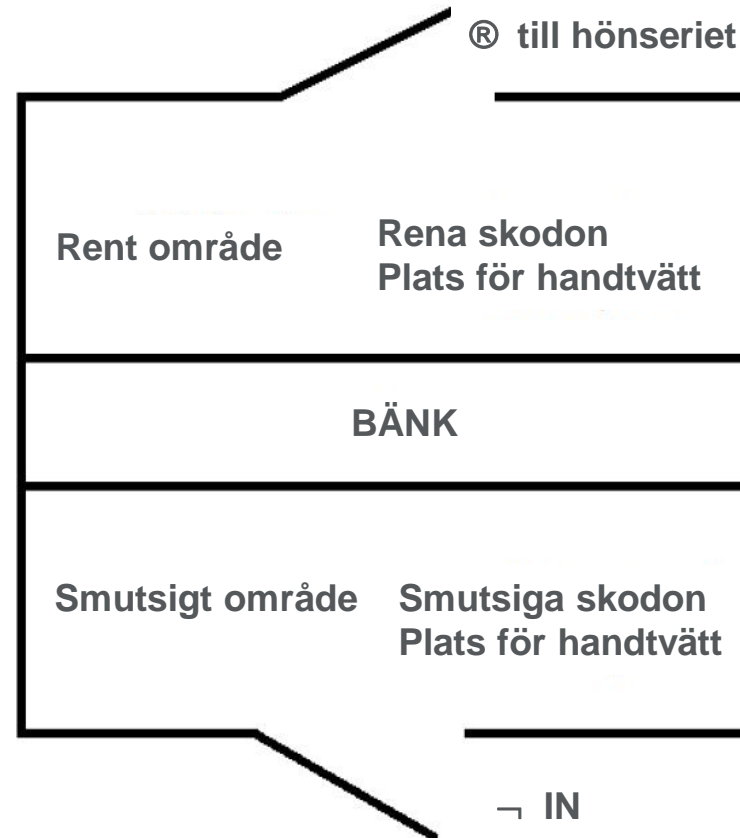 ® till hönseriet
Rent område
Rena skodon
Plats för handtvätt
BÄNK
Smutsigt område
Smutsiga skodon
Plats för handtvätt
¬ IN